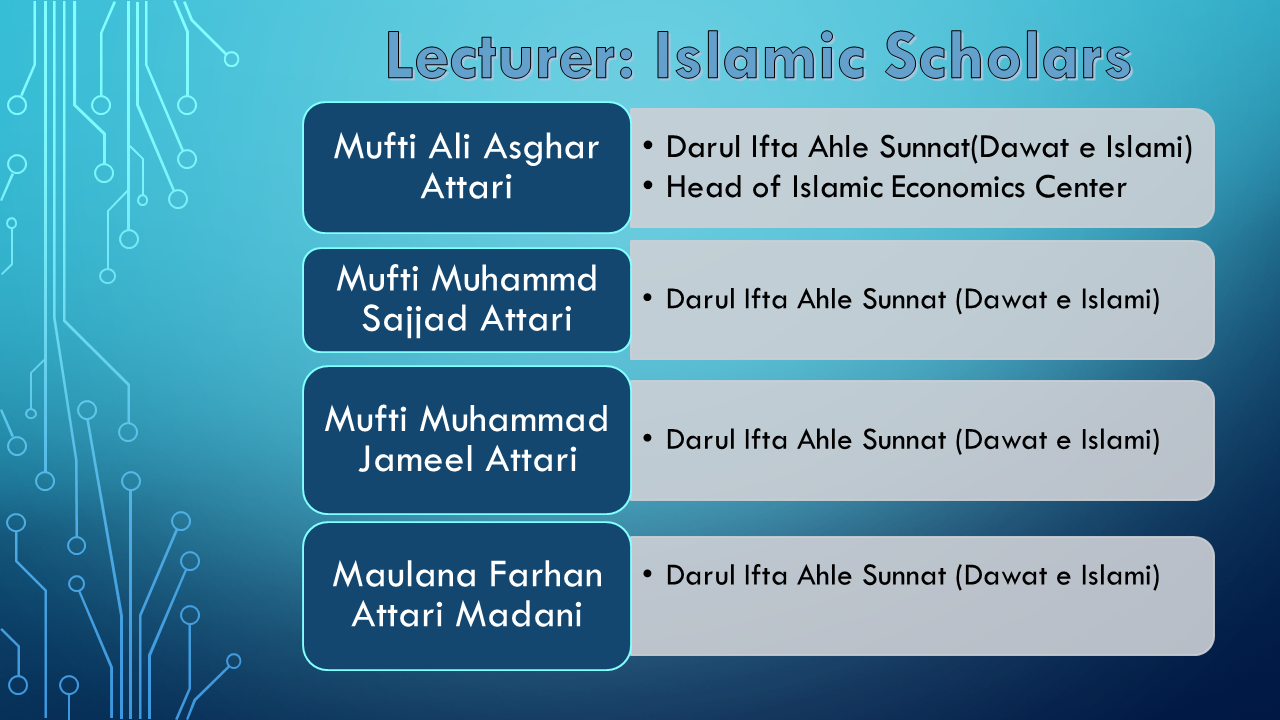 Lecturer: Islamic Scholars
Mufti Ali Asghar
Attari
• Darul Ifta Ahle Sunnat(Dawat e Islami)
• Head of Islamic Economics Center
Mufti Muhammd
Sajjad Attari
• Darul Ifta Ahle Sunnat (Dawat e Islami)
Mufti Muhammad
Jameel Attari
• Darul Ifta Ahle Sunnat (Dawat e Islami)
Maulana Farhan
Attari Madani
• Darul Ifta Ahle Sunnat (Dawat e Islami)